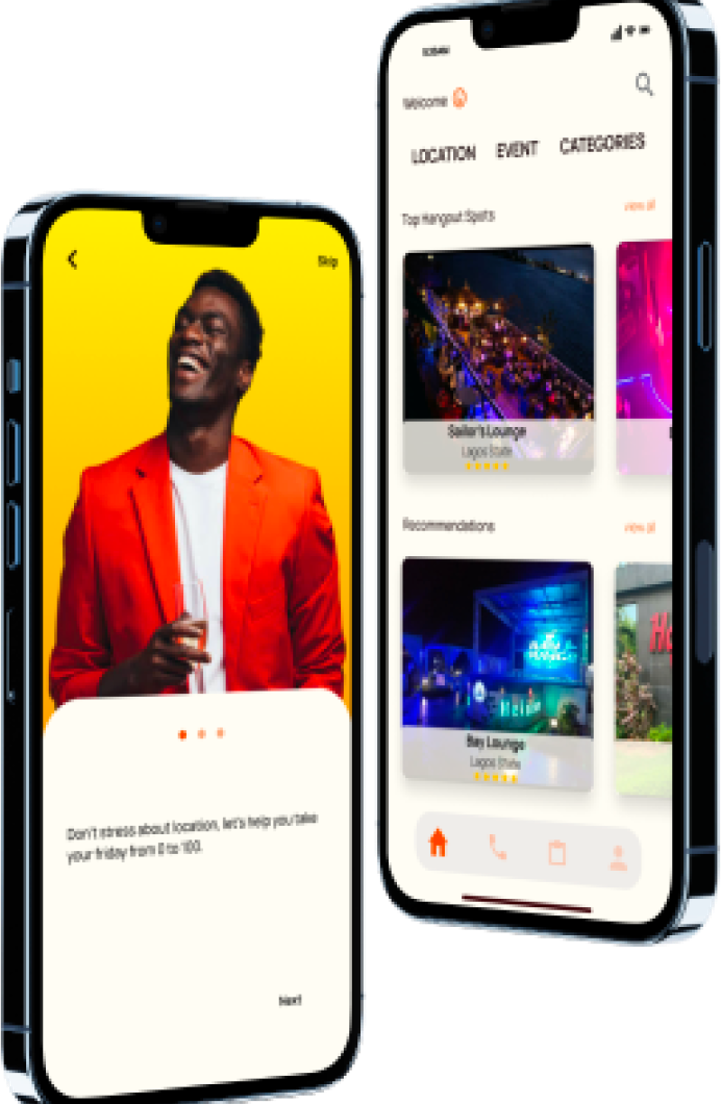 Skip
Don't stress about location, let's help you take
your friday from 0 to 100.
Next
Welcome
LOCATION EVENT CATEGORIES
Top Hangout Spots view all
Sailor's Lounge
Lagos State
Recommendations view all
Bay Lounge
Lagos State